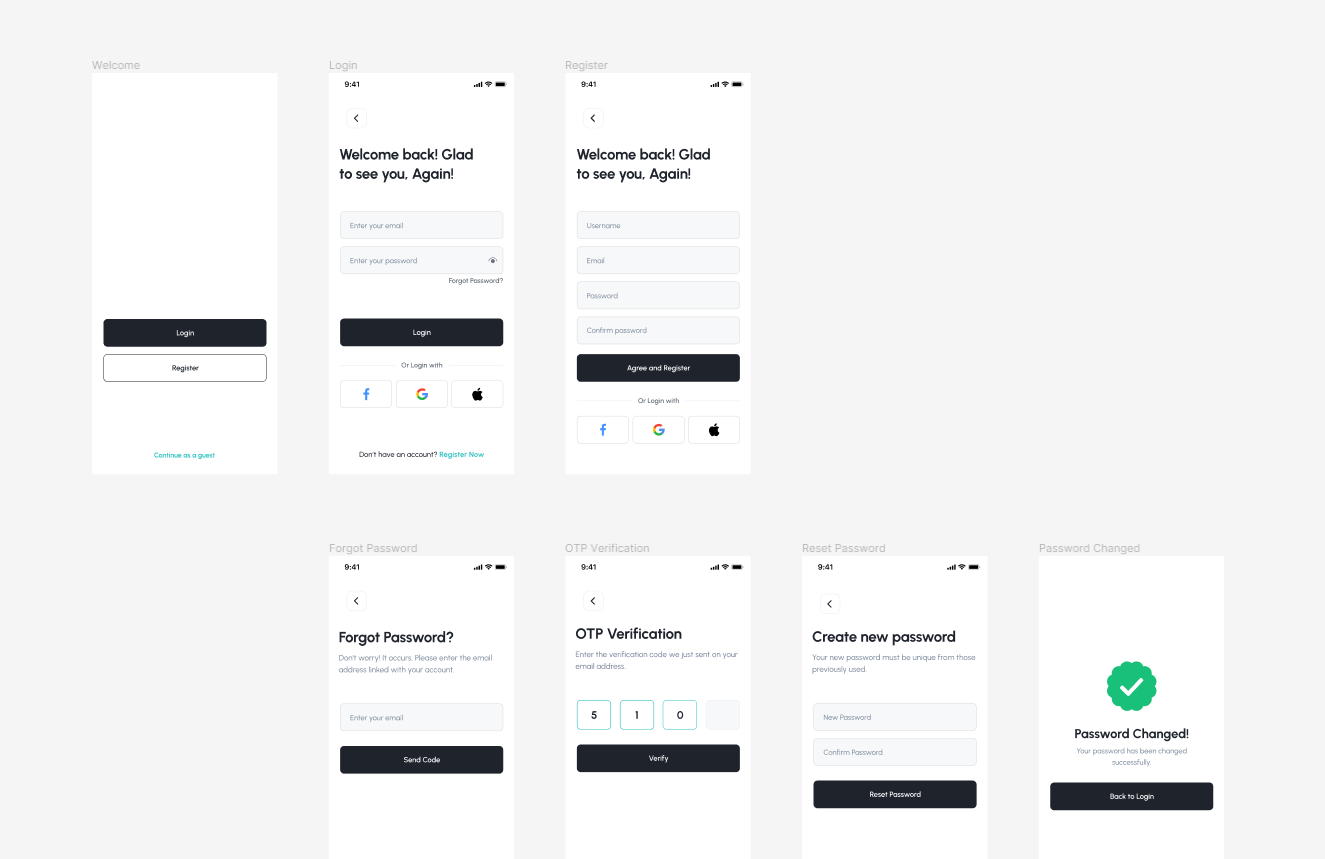 Welcome
Login
Register
Login
Register
Continue as a guest
9:41
Welcome back! Glad
to see you, Again!
Enter your email
Enter your password
Forgot Password?
Login
Or Login with
Don't have an account? Register Now
9:41
Welcome back! Glad
to see you, Again!
Username
Email
Password
Confirm password
Agree and Register
Or Login with
Forgot Password
OTP Verification
Reset Password
Password Changed
9:41
Forgot Password?
Don't worry! It occurs. Please enter the email
address linked with your account.
Enter your email
Send Code
9:41
OTP Verification
Enter the verification code we just sent on your
email address.
5 1 0
Verify
9:41
Create new password
Your new password must be unique from those
previously used.
New Password
Confirm Password
Reset Password
Password Changed!
Your password has been changed
successfully.
Back to Login